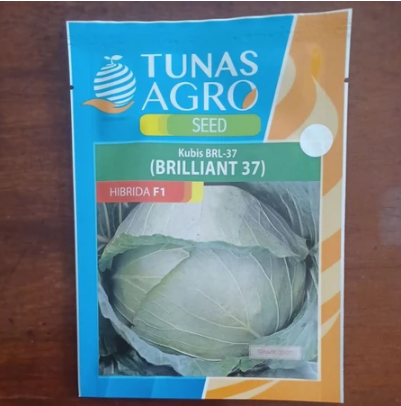 TUNAS
AGRO
SEED
Kubis BRL-37
(BRILLIANT 37)
HIBRIDA F1